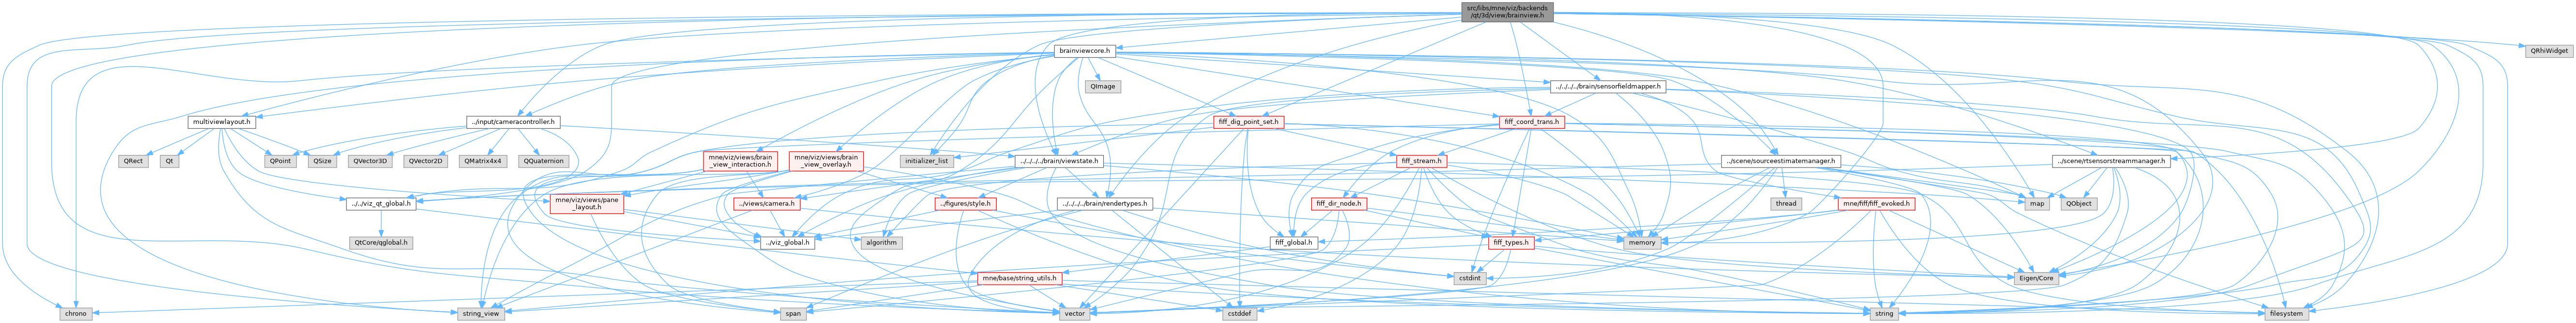 src/libs/mne/viz/backends
/qt/3d/view/brainview.h
brainviewcore.h
QRhiWidget
QImage
../../../../brain/sensorfieldmapper.h
multiviewlayout.h
../input/cameracontroller.h
fiff_dig_point_set.h
fiff_coord_trans.h
QRect
Qt
QPoint
QSize
QVector3D
QVector2D
QMatrix4x4
QQuaternion
mne/viz/views/brain
_view_interaction.h
mne/viz/views/brain
_view_overlay.h
initializer_list
../../../../brain/viewstate.h
fiff_stream.h
../scene/sourceestimatemanager.h
../scene/rtsensorstreammanager.h
../../viz_qt_global.h
mne/viz/views/pane
_layout.h
../views/camera.h
../figures/style.h
../../../../brain/rendertypes.h
fiff_dir_node.h
thread
mne/fiff/fiff_evoked.h
map
QObject
QtCore/qglobal.h
../viz_global.h
algorithm
fiff_global.h
fiff_types.h
memory
mne/base/string_utils.h
cstdint
Eigen/Core
chrono
string_view
span
vector
cstddef
string
filesystem